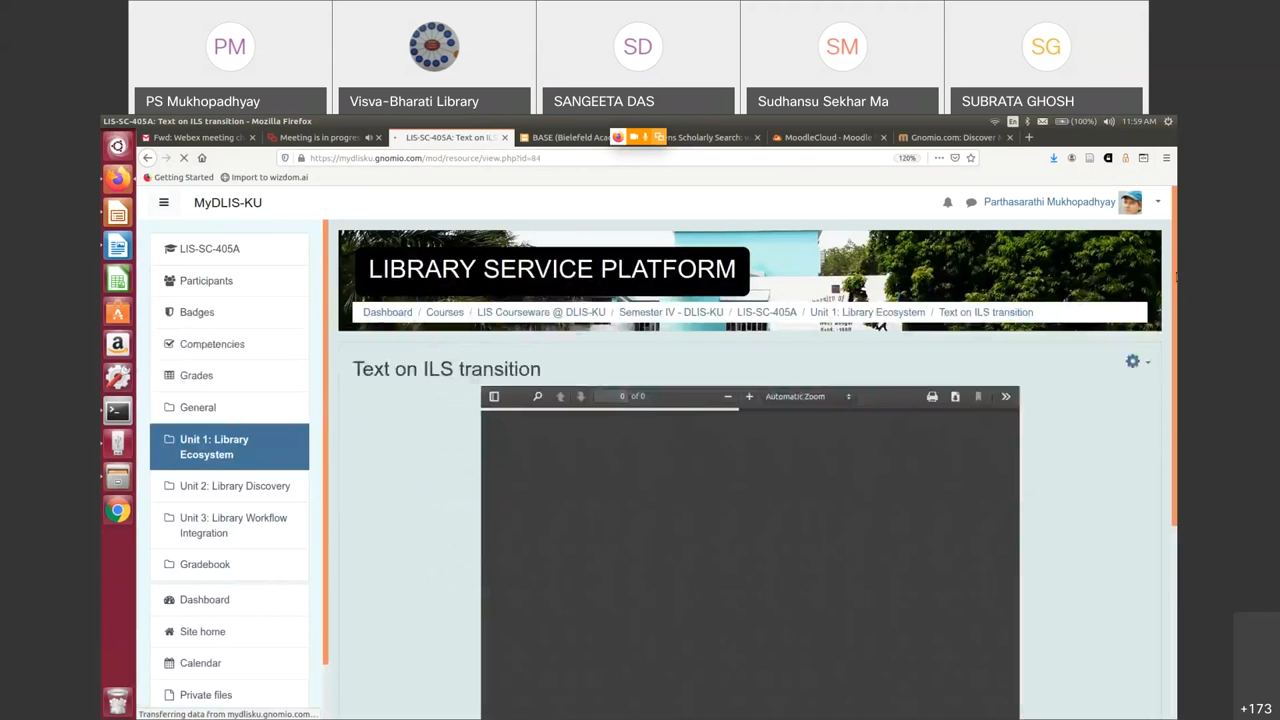 PM
SD
SM
SG
PS Mukhopadhyay
Visva-Bharati Library
SANGEETA DAS
Sudhansu Sekhar Ma
SUBRATA GHOSH
LIS-SC-405A: Text on ILS transition - Mozilla Firefox
11:59 AM
(100%)
Fwd: Webex meeting ch
Meeting is in progres
LIS-SC-405A: Text on ILS
BASE (Bielefeld Acad
ns Scholarly Search:
MoodleCloud - Moodle
Gnomio.com: Discover M
https://mydlisku.gnomio.com/mod/resource/view.php?id=84
120%
Getting Started
Import to wizdom.ai
MyDLIS-KU
Parthasarathi Mukhopadhyay
LIS-SC-405A
Participants
Badges
Competencies
Grades
General
Unit 1: Library
Ecosystem
Unit 2: Library Discovery
Unit 3: Library Workflow
Integration
Gradebook
Dashboard
Site home
Calendar
Private files
LIBRARY SERVICE PLATFORM
Dashboard / Courses / LIS Courseware @ DLIS-KU / Semester IV - DLIS-KU / LIS-SC-405A / Unit 1: Library Ecosystem / Text on ILS transition
Text on ILS transition
0 of 0
Automatic Zoom
Transferring data from mydlisku.gnomio.com...
+173